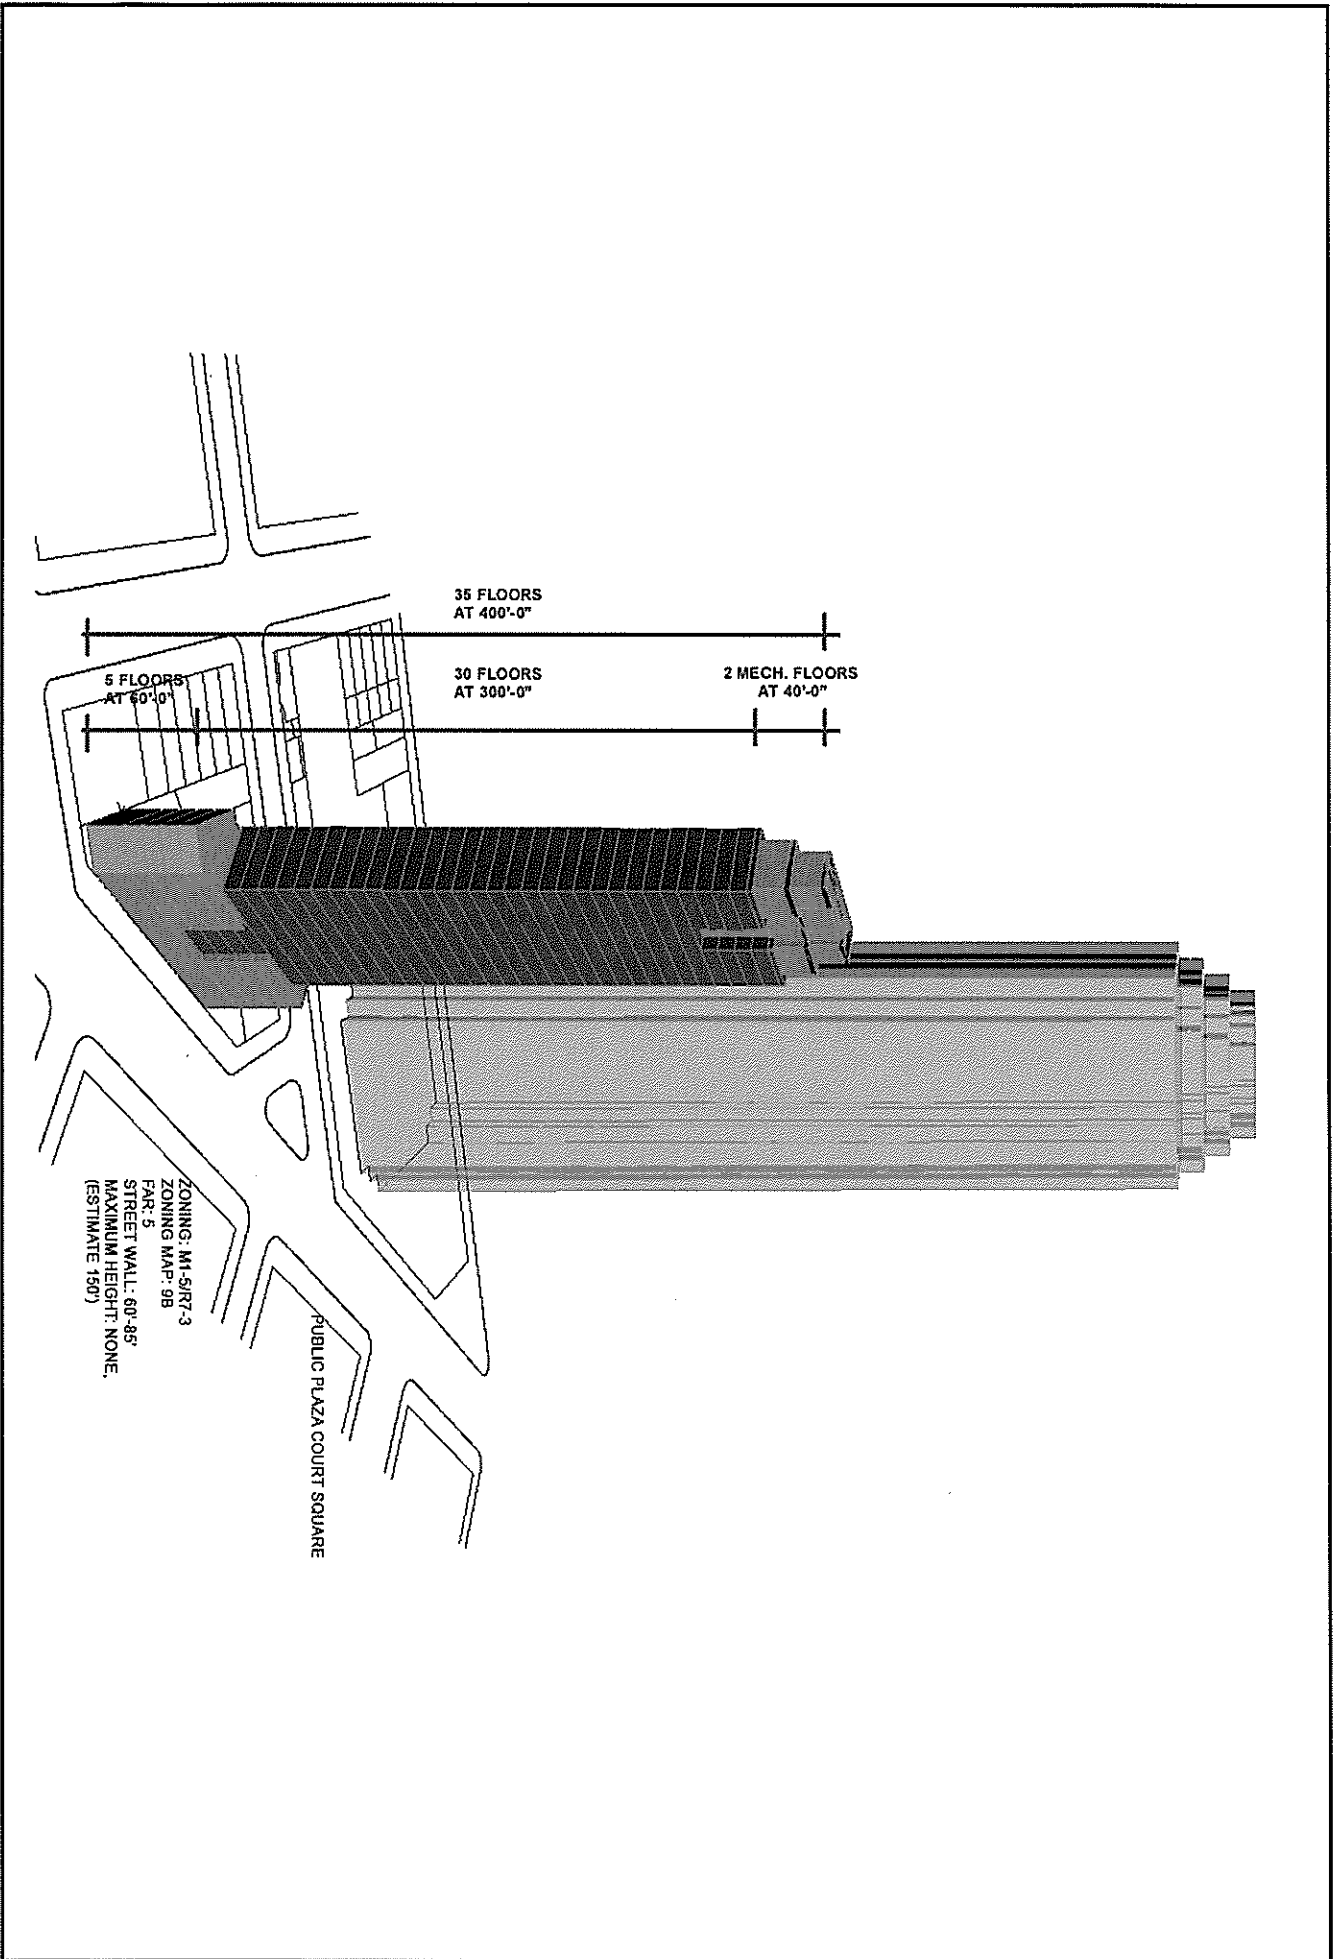 35 FLOORS
AT 400'-0"
5 FLOORS
AT 60'-0"
30 FLOORS
AT 300'-0"
2 MECH. FLOORS
AT 40'-0"
ZONING: M1-5/R7-3
ZONING MAP: 9B
FAR: 5
STREET WALL: 60'-85'
MAXIMUM HEIGHT: NONE,
(ESTIMATE 150')
PUBLIC PLAZA COURT SQUARE